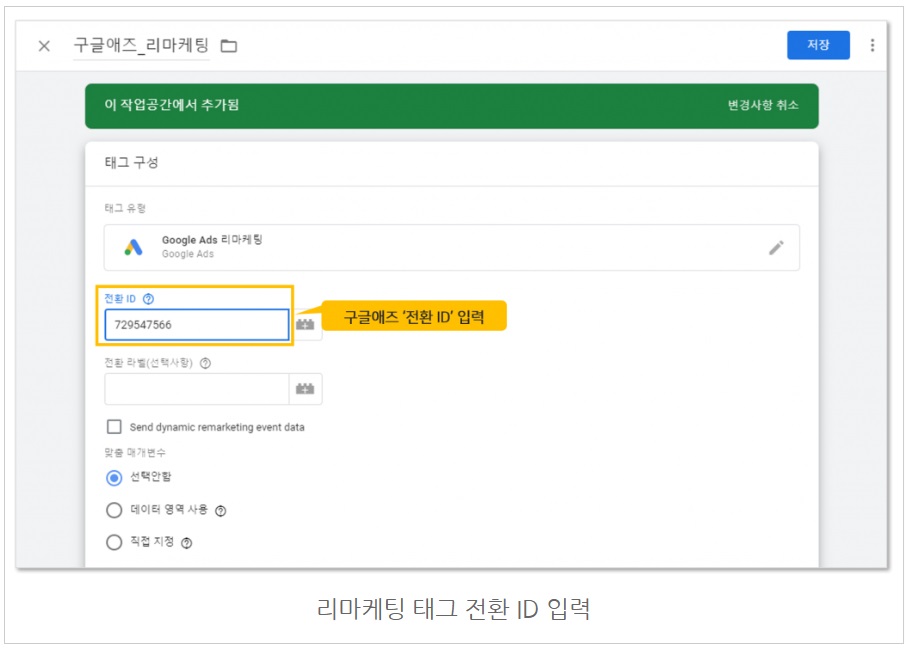 구글애즈_리마케팅
저장
이 작업공간에서 추가됨
변경사항 취소
태그 구성
태그 유형
Google Ads 리마케팅
Google Ads
전환 ID
729547566
구글애즈 ‘전환 ID’ 입력
전환 라벨(선택사항)
Send dynamic remarketing event data
맞춤 매개변수
선택안함
데이터 영역 사용
직접 지정
리마케팅 태그 전환 ID 입력